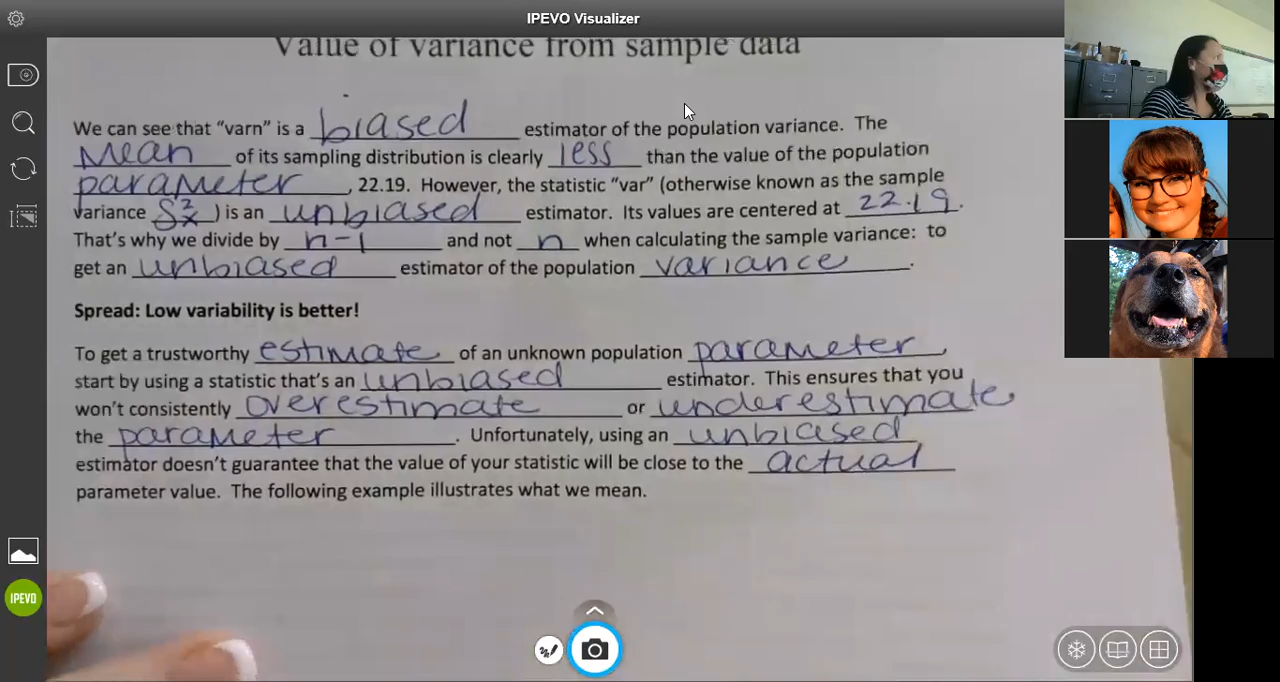 IPEVO Visualizer
Value of variance from sample data
We can see that "varn" is a biased estimator of the population variance. The
Mean of its sampling distribution is clearly less than the value of the population
parameter, 22.19. However, the statistic "var" (otherwise known as the sample
variance S²x) is an unbiased estimator. Its values are centered at 22.19.
That's why we divide by n-1 and not n when calculating the sample variance: to
get an unbiased estimator of the population variance.
Spread: Low variability is better!
To get a trustworthy estimate of an unknown population parameter,
start by using a statistic that's an unbiased estimator. This ensures that you
won't consistently overestimate or underestimate
the parameter. Unfortunately, using an unbiased
estimator doesn't guarantee that the value of your statistic will be close to the actual
parameter value. The following example illustrates what we mean.
IPEVO